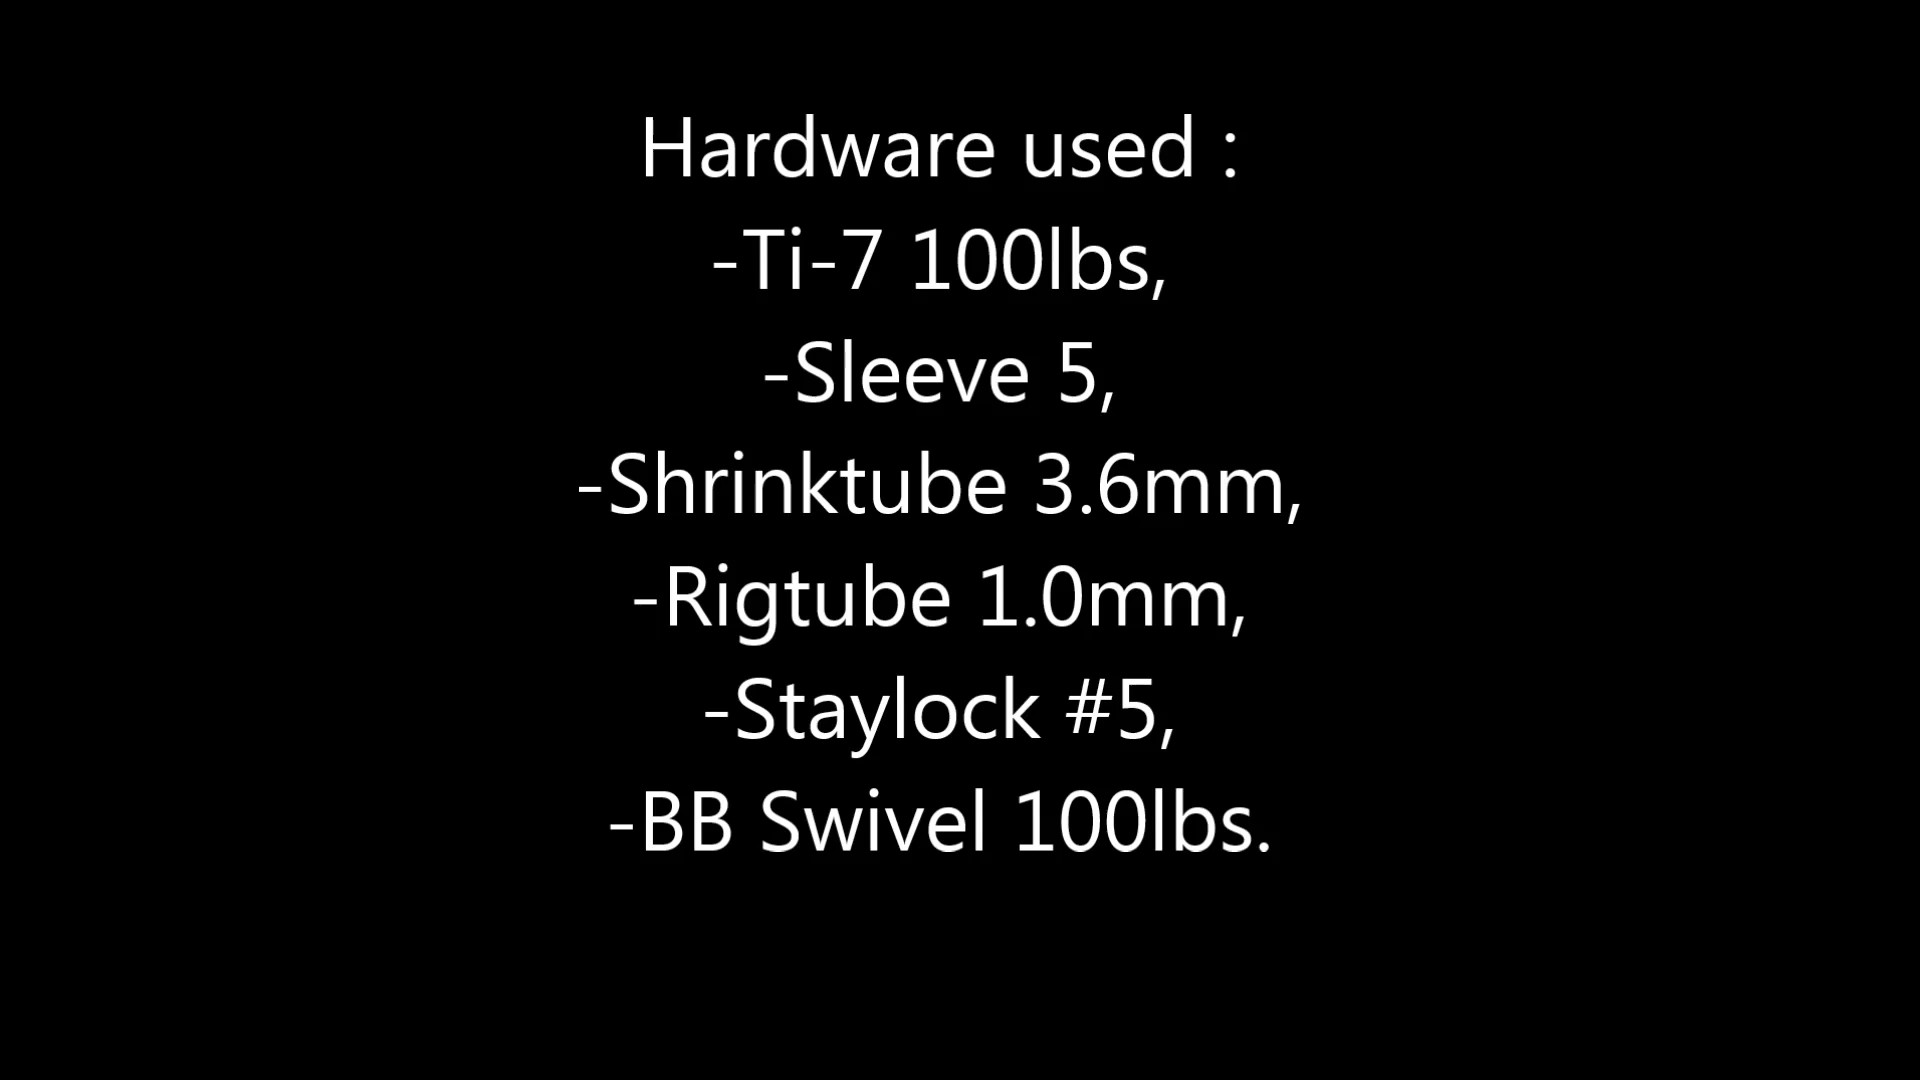 Hardware used :
-Ti-7 100lbs,
-Sleeve 5,
-Shrinktube 3.6mm,
-Rigtube 1.0mm,
-Staylock #5,
-BB Swivel 100lbs.